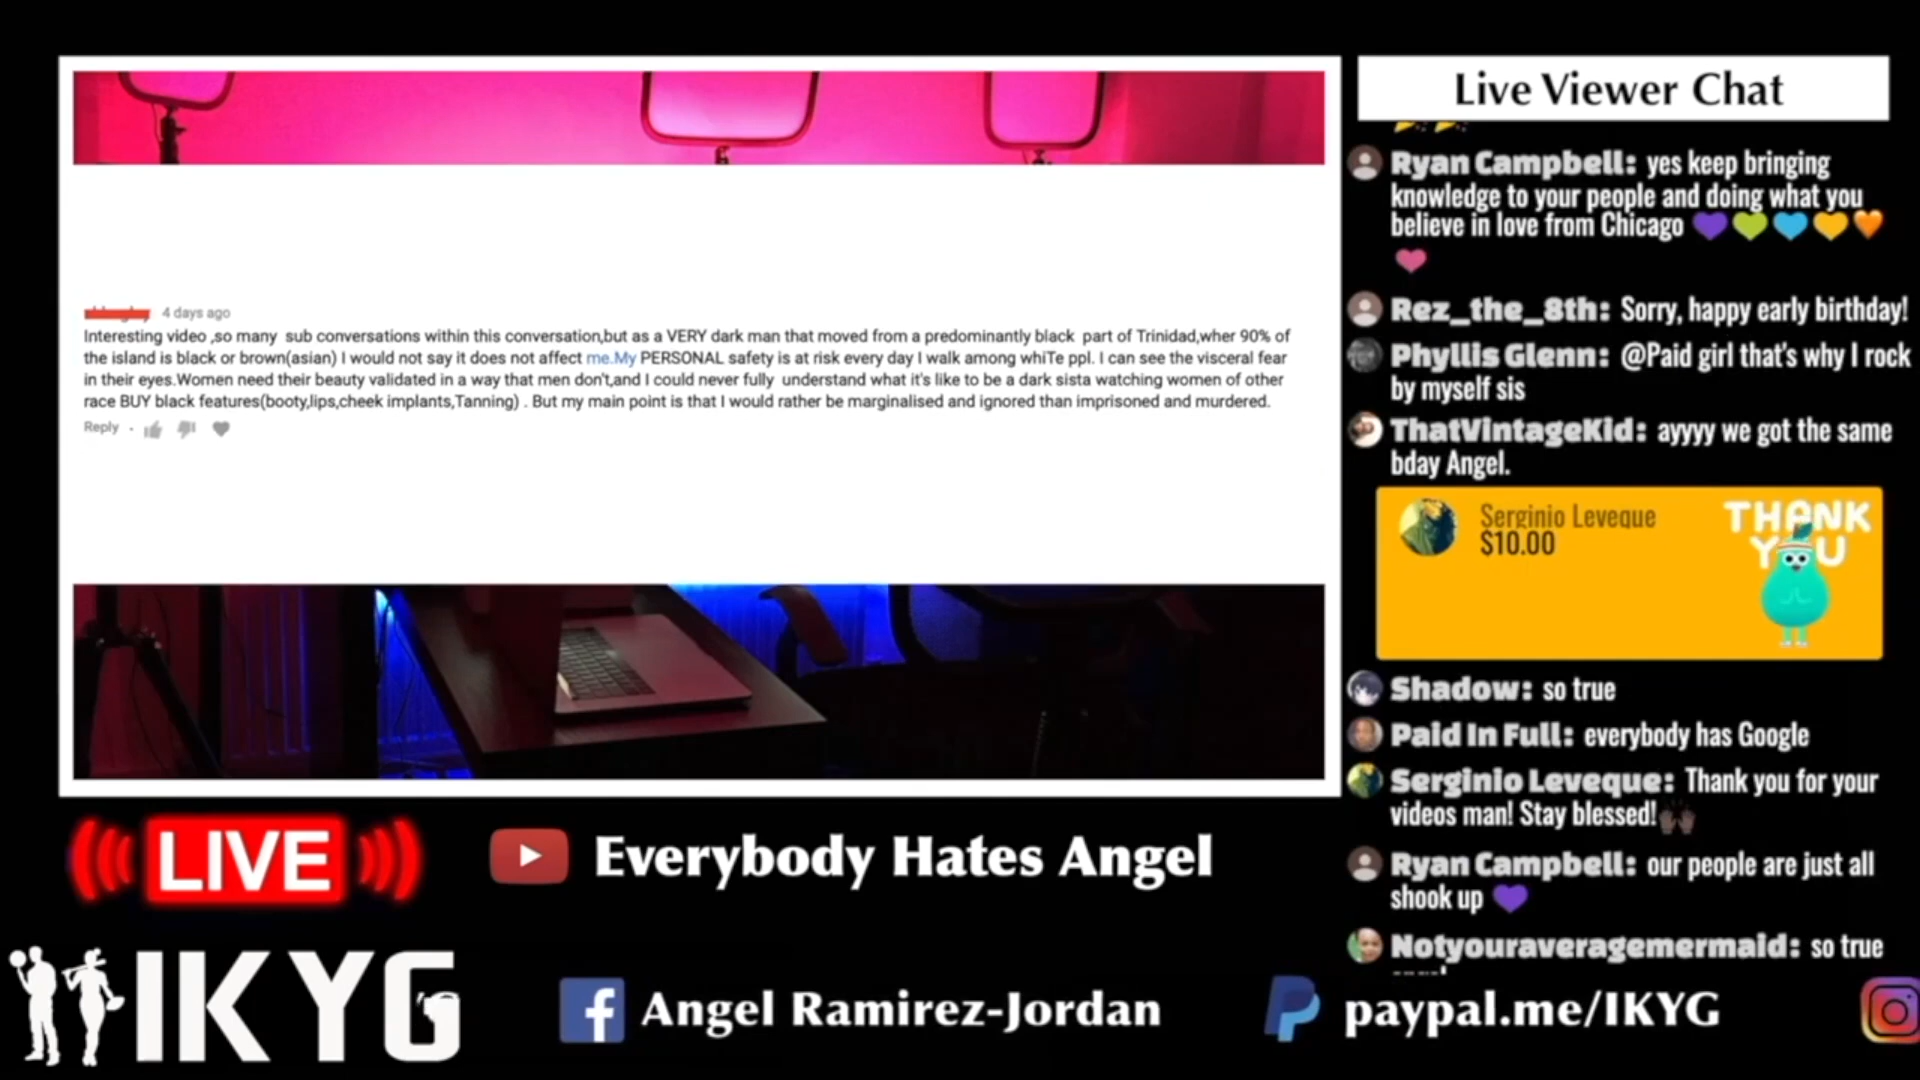 Live Viewer Chat
Ryan Campbell: yes keep bringing
knowledge to your people and doing what you
believe in love from Chicago 💜💚💙💛🧡
💗
Rez_the_8th: Sorry, happy early birthday!
Phyllis Glenn: @Paid girl that's why I rock
by myself sis
ThatVintageKid: ayyyy we got the same
bday Angel.
Serginio Leveque
$10.00
THANK
YOU
Shadow: so true
Paid In Full: everybody has Google
Serginio Leveque: Thank you for your
videos man! Stay blessed!🙌🏿
Ryan Campbell: our people are just all
shook up 💜
Notyouraveragemermaid: so true
4 days ago
Interesting video ,so many sub conversations within this conversation,but as a VERY dark man that moved from a predominantly black part of Trinidad,wher 90% of
the island is black or brown(asian) I would not say it does not affect me.My PERSONAL safety is at risk every day I walk among whiTe ppl. I can see the visceral fear
in their eyes.Women need their beauty validated in a way that men don't,and I could never fully understand what it's like to be a dark sista watching women of other
race BUY black features(booty,lips,cheek implants,Tanning) . But my main point is that I would rather be marginalised and ignored than imprisoned and murdered.
Reply
LIVE
Everybody Hates Angel
IKYG
Angel Ramirez-Jordan
paypal.me/IKYG